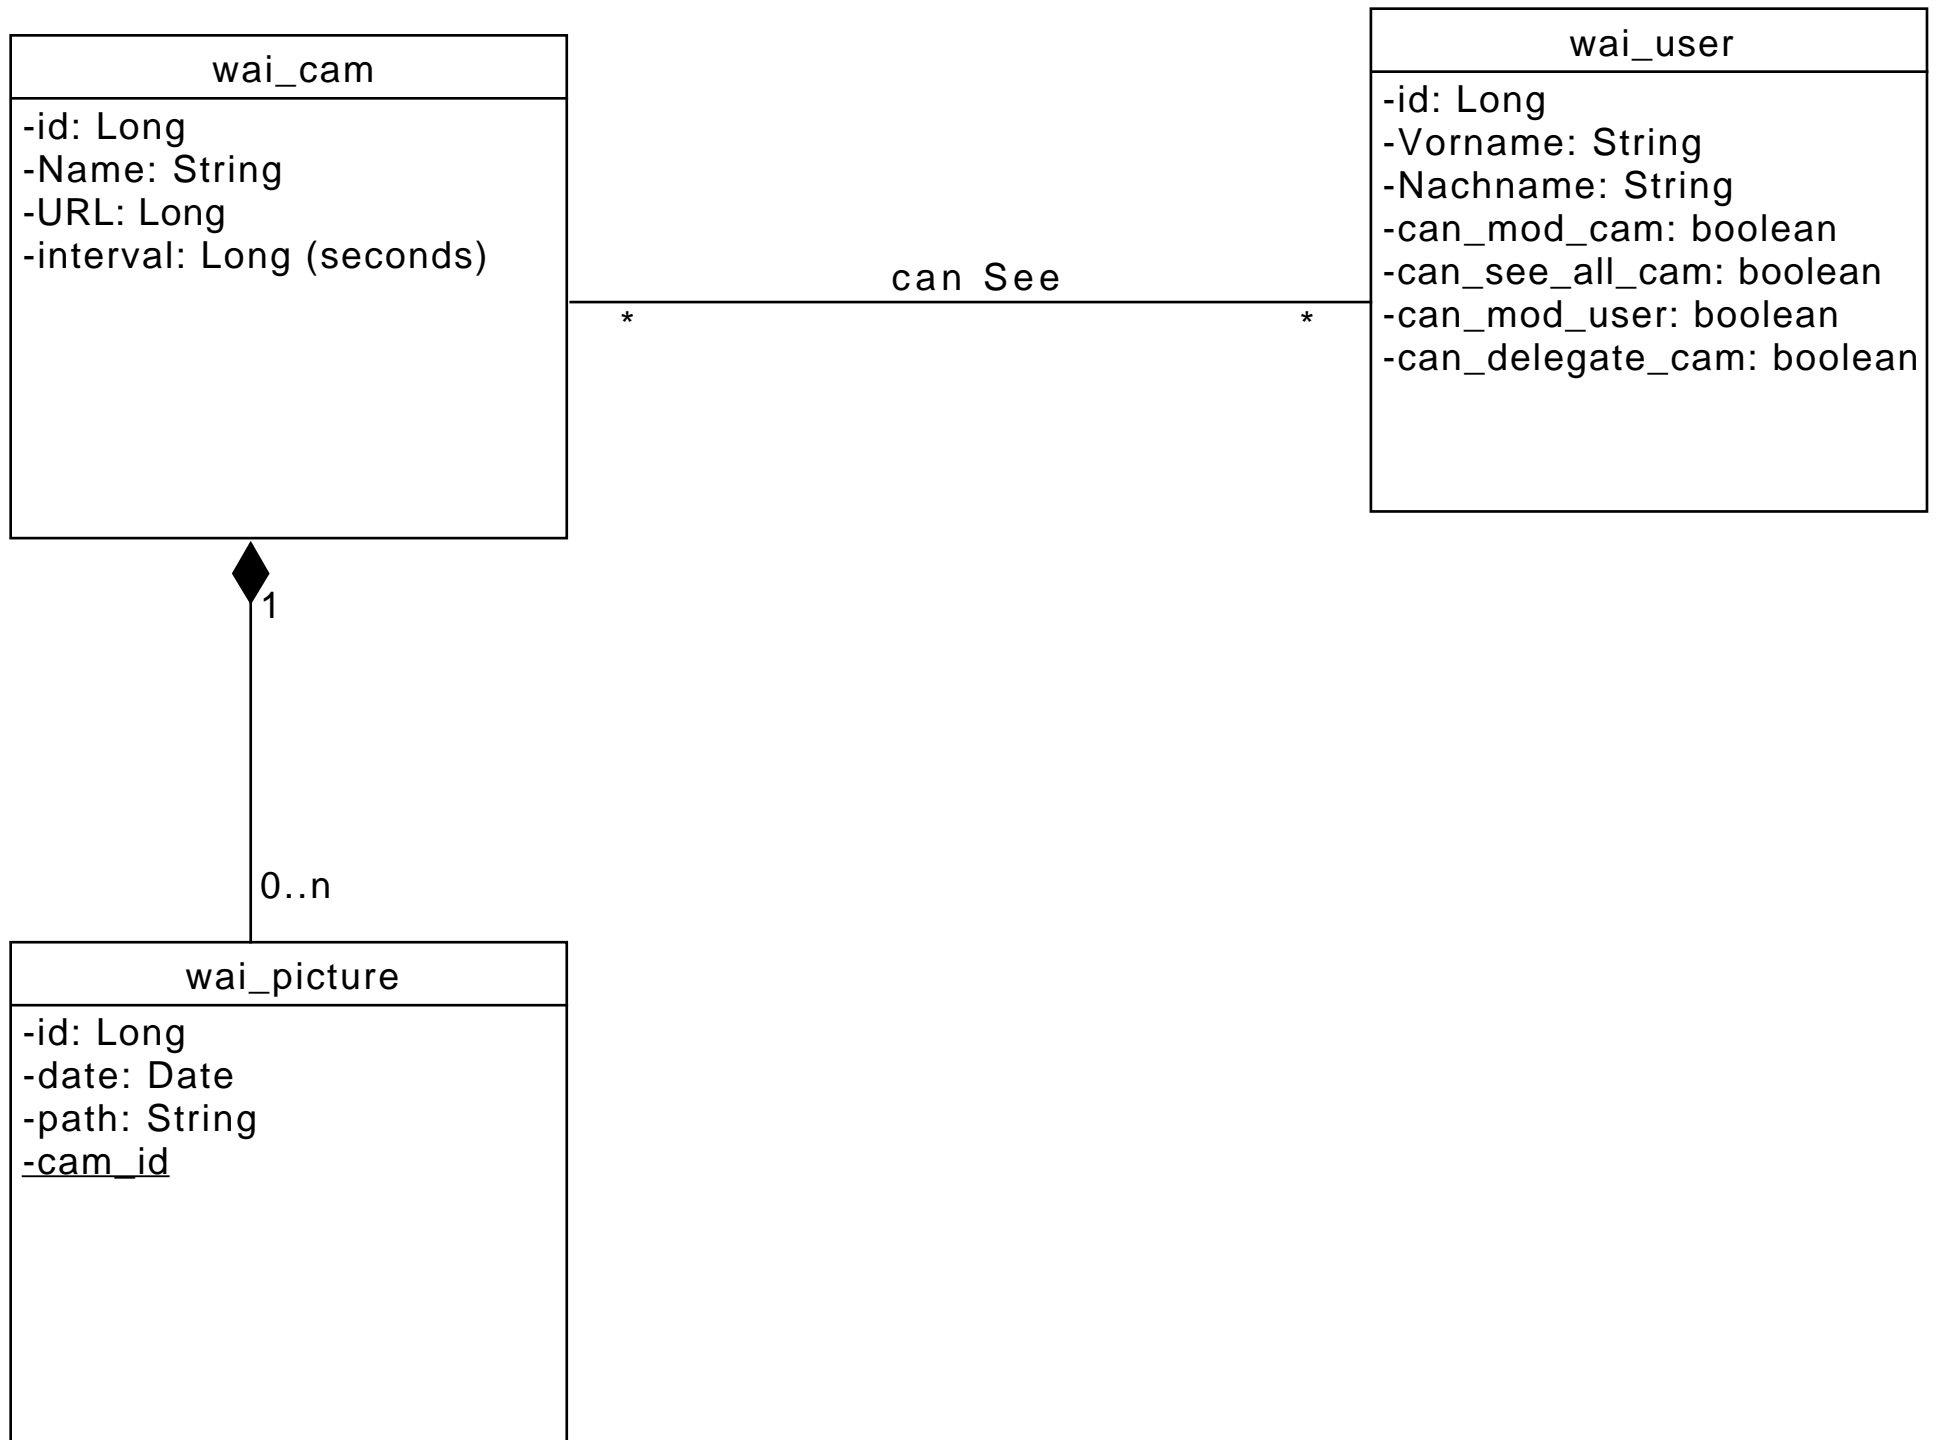 wai_cam
-id: Long
-Name: String
-URL: Long
-interval: Long (seconds)
can See
*
*
wai_user
-id: Long
-Vorname: String
-Nachname: String
-can_mod_cam: boolean
-can_see_all_cam: boolean
-can_mod_user: boolean
-can_delegate_cam: boolean
1
0..n
wai_picture
-id: Long
-date: Date
-path: String
-cam_id